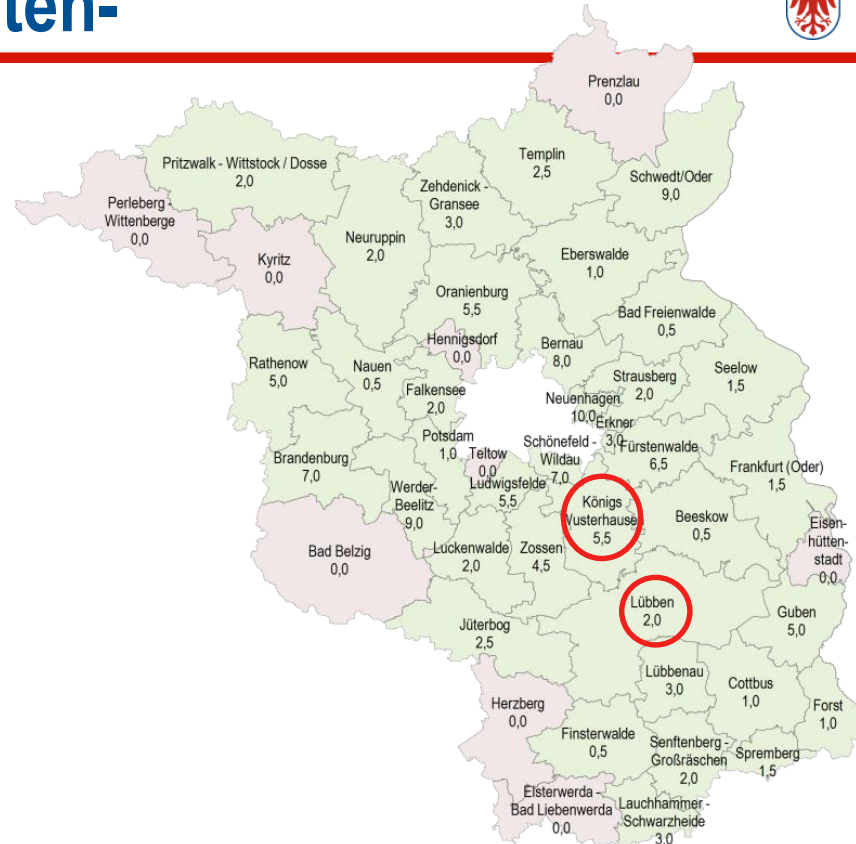 ten-
Prenzlau
0,0
Templin
2,5
Schwedt/Oder
9,0
Pritzwalk - Wittstock / Dosse
2,0
Zehdenick -
Gransee
3,0
Perleberg -
Wittenberge
0,0
Neuruppin
2,0
Kyritz
0,0
Eberswalde
1,0
Oranienburg
5,5
Bad Freienwalde
0,5
Hennigsdorf
0,0
Bernau
8,0
Rathenow
5,0
Nauen
0,5
Falkensee
2,0
Strausberg
2,0
Seelow
1,5
Neuenhagen
10,0
Erkner
3,0
Potsdam
1,0
Teltow
0,0
Schönefeld -
Wildau
7,0
Fürstenwalde
6,5
Brandenburg
7,0
Frankfurt (Oder)
1,5
Werder-
Beelitz
9,0
Ludwigsfelde
5,5
Königs
Wusterhause
5,5
Beeskow
0,5
Eisen-
hütten-
stadt
0,0
Bad Belzig
0,0
Luckenwalde
2,0
Zossen
4,5
Lübben
2,0
Guben
5,0
Jüterbog
2,5
Lübbenau
3,0
Cottbus
1,0
Forst
1,0
Herzberg
0,0
Finsterwalde
0,5
Senftenberg -
Großräschen
2,0
Spremberg
1,5
Elsterwerda -
Bad Liebenwerda
0,0
Lauchhammer -
Schwarzheide
3,0